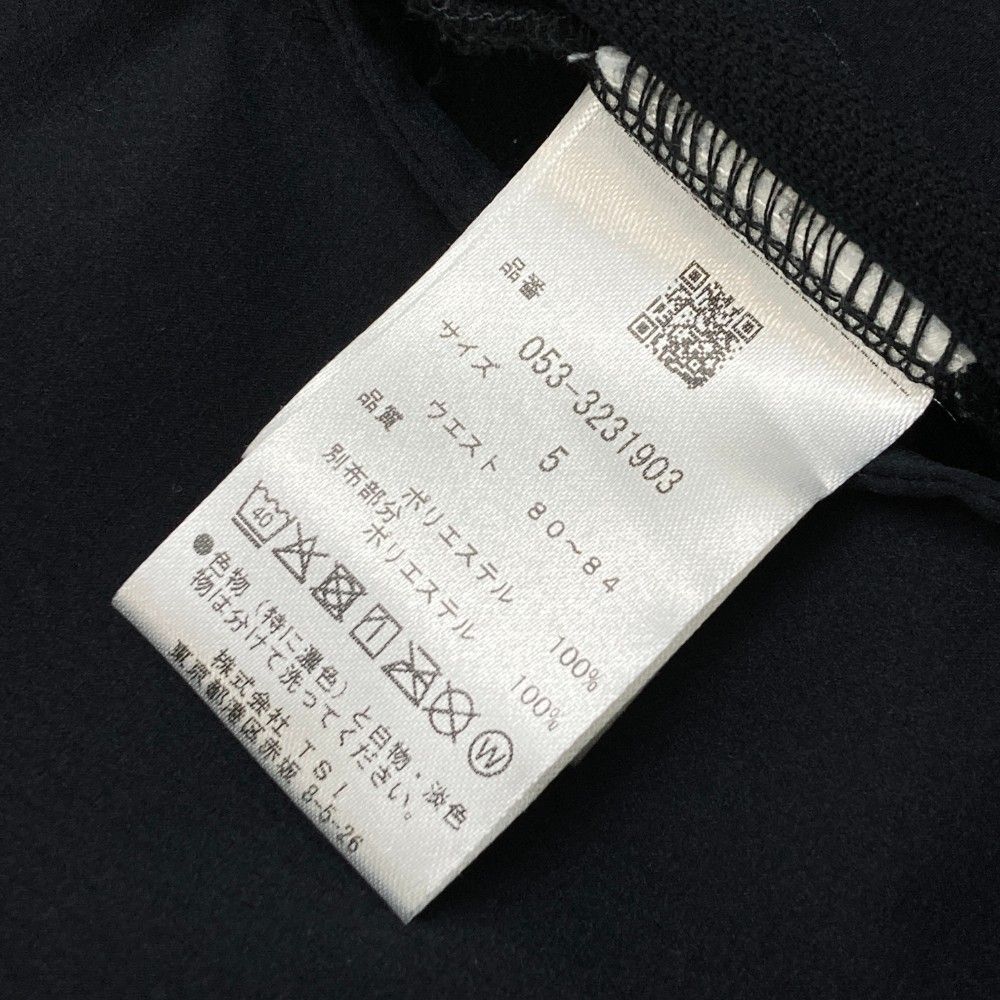 品番 053-3231903
サイズ 5
ウエスト 80～84
品質 ポリエステル 100%
別布部分
ポリエステル 100%
40 W
●色物（特に濃色）と白物・淡色
物は分けて洗ってください。
株式会社 TSI
東京都港区赤坂 8-5-26